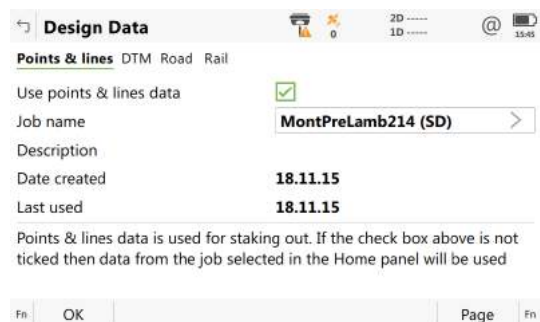 Design Data
0
2D -----
1D -----
@
15:45
Points & lines DTM Road Rail
Use points & lines data
Job name MontPreLamb214 (SD) >
Description
Date created 18.11.15
Last used 18.11.15
Points & lines data is used for staking out. If the check box above is not
ticked then data from the job selected in the Home panel will be used
Fn OK Page Fn